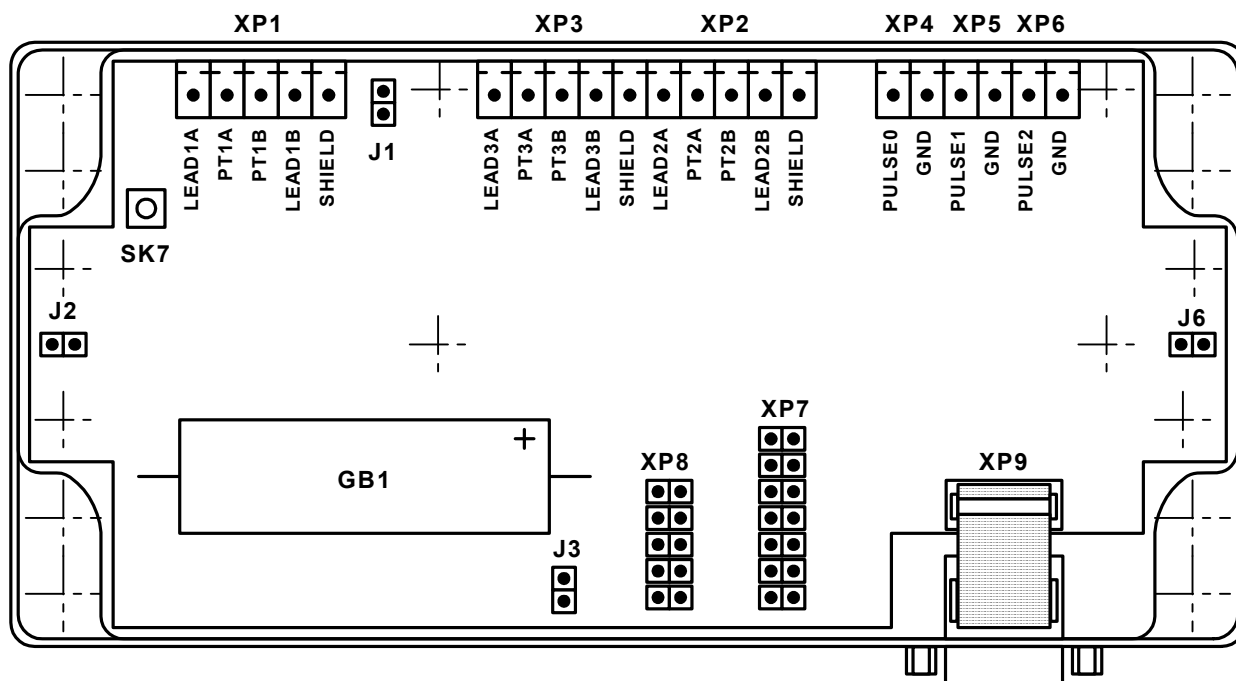 XP1 XP3 XP2 XP4 XP5 XP6
LEAD1A
PT1A
PT1B
LEAD1B
SHIELD
J1
LEAD3A
PT3A
PT3B
LEAD3B
SHIELD
LEAD2A
PT2A
PT2B
LEAD2B
SHIELD
PULSE0
GND
PULSE1
GND
PULSE2
GND
SK7
J2
J6
XP7
+
GB1
XP8
XP9
J3